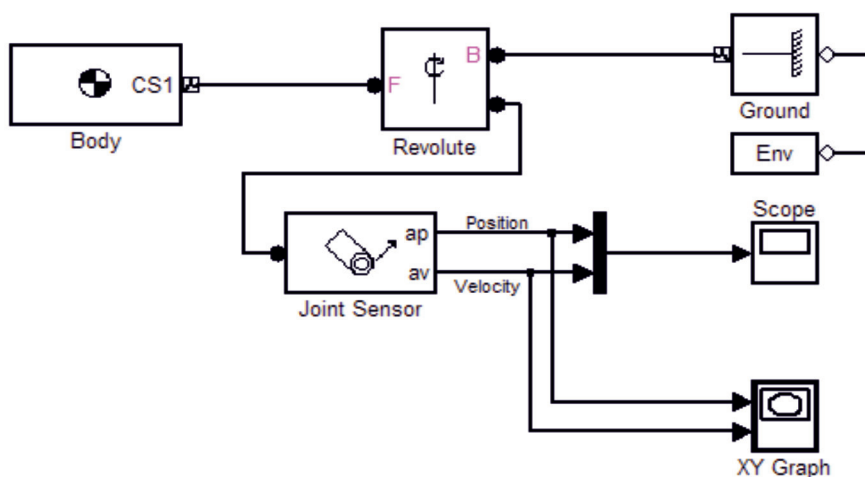 CS1
Body
F
B
Revolute
Ground
Env
ap
av
Joint Sensor
Position
Velocity
Scope
XY Graph